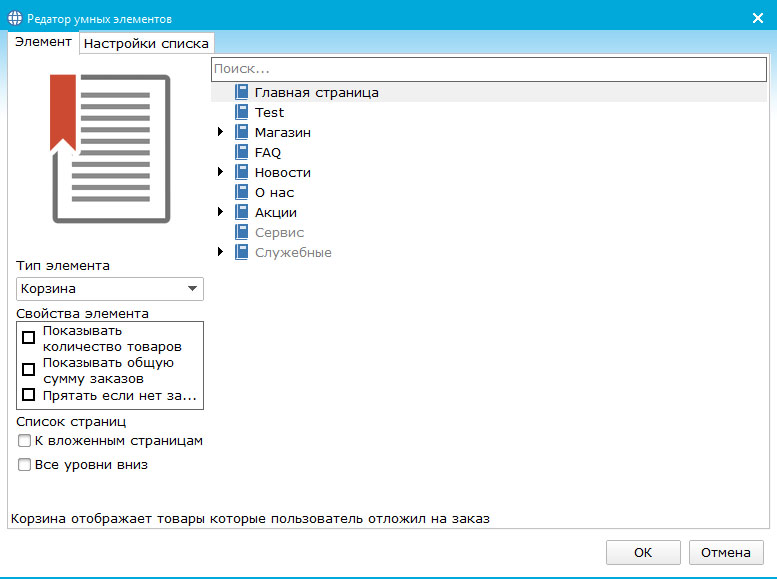 Редатор умных элементов
Элемент
Настройки списка
Поиск...
Главная страница
Test
Магазин
FAQ
Новости
О нас
Акции
Сервис
Служебные
Тип элемента
Корзина
Свойства элемента
Показывать
количество товаров
Показывать общую
сумму заказов
Прятать если нет за...
Список страниц
К вложенным страницам
Все уровни вниз
Корзина отображает товары которые пользователь отложил на заказ
OK
Отмена